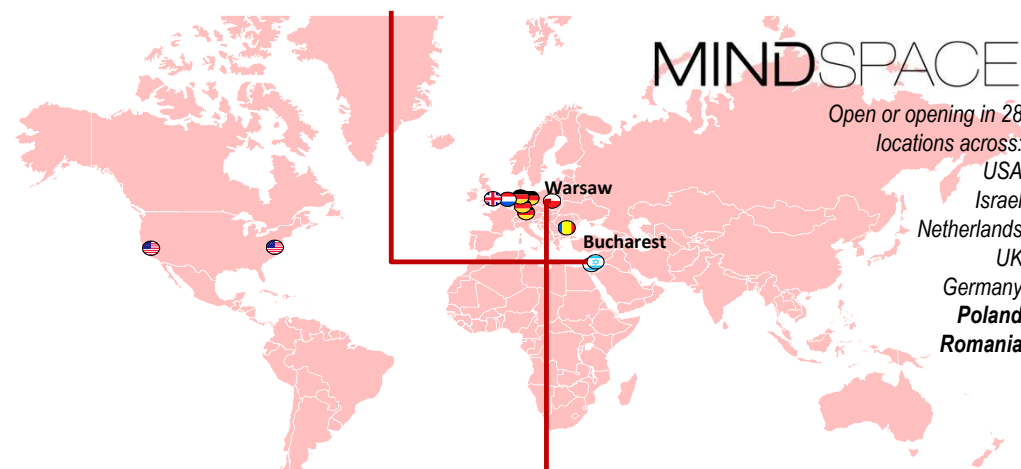 MINDSPACE
Open or opening in 28
locations across:
USA
Israel
Netherlands
UK
Germany
Poland
Romania
Warsaw
Bucharest